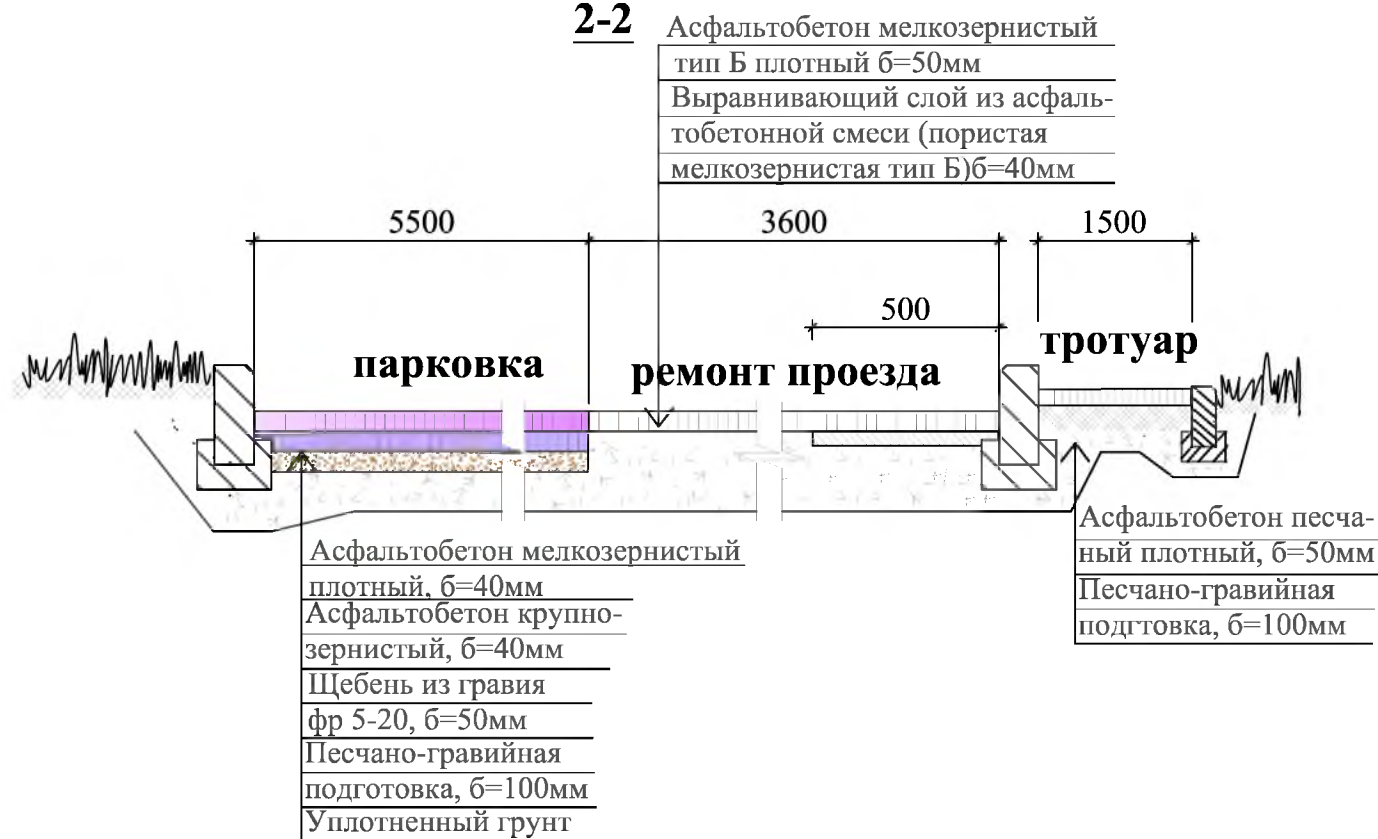 2-2
Асфальтобетон мелкозернистый
тип Б плотный б=50мм
Выравнивающий слой из асфаль-
тобетонной смеси (пористая
мелкозернистая тип Б)б=40мм
5500
3600
1500
500
парковка
ремонт проезда
тротуар
Асфальтобетон мелкозернистый
плотный, б=40мм
Асфальтобетон крупно-
зернистый, б=40мм
Щебень из гравия
фр 5-20, б=50мм
Песчано-гравийная
подготовка, б=100мм
Уплотненный грунт
Асфальтобетон песча-
ный плотный, б=50мм
Песчано-гравийная
подгтовка, б=100мм